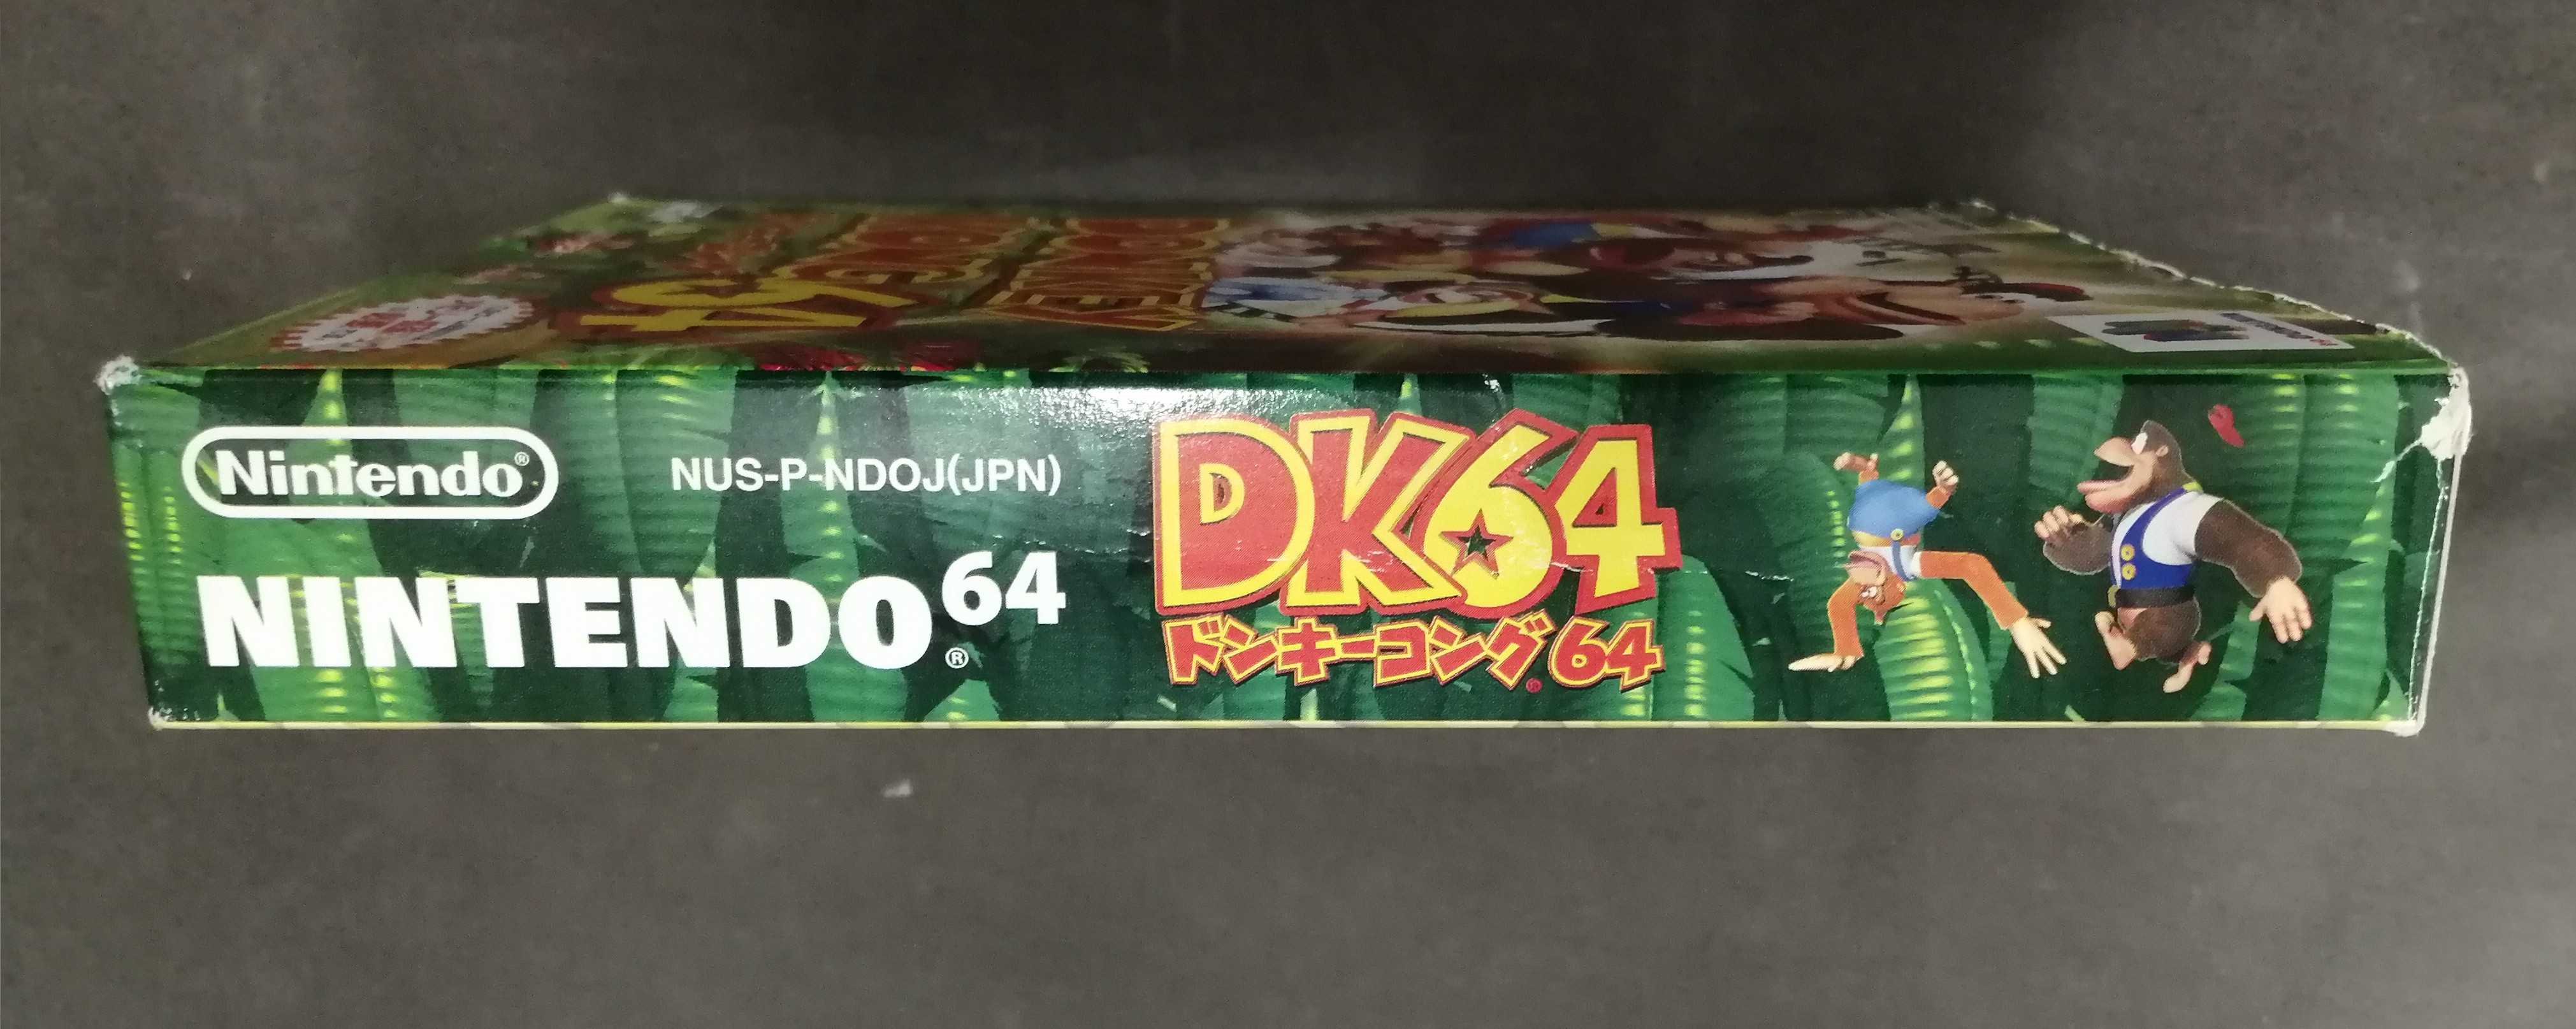 Nintendo®
NUS-P-NDOJ(JPN)
NINTENDO64®
DK64
ドンキーコング64